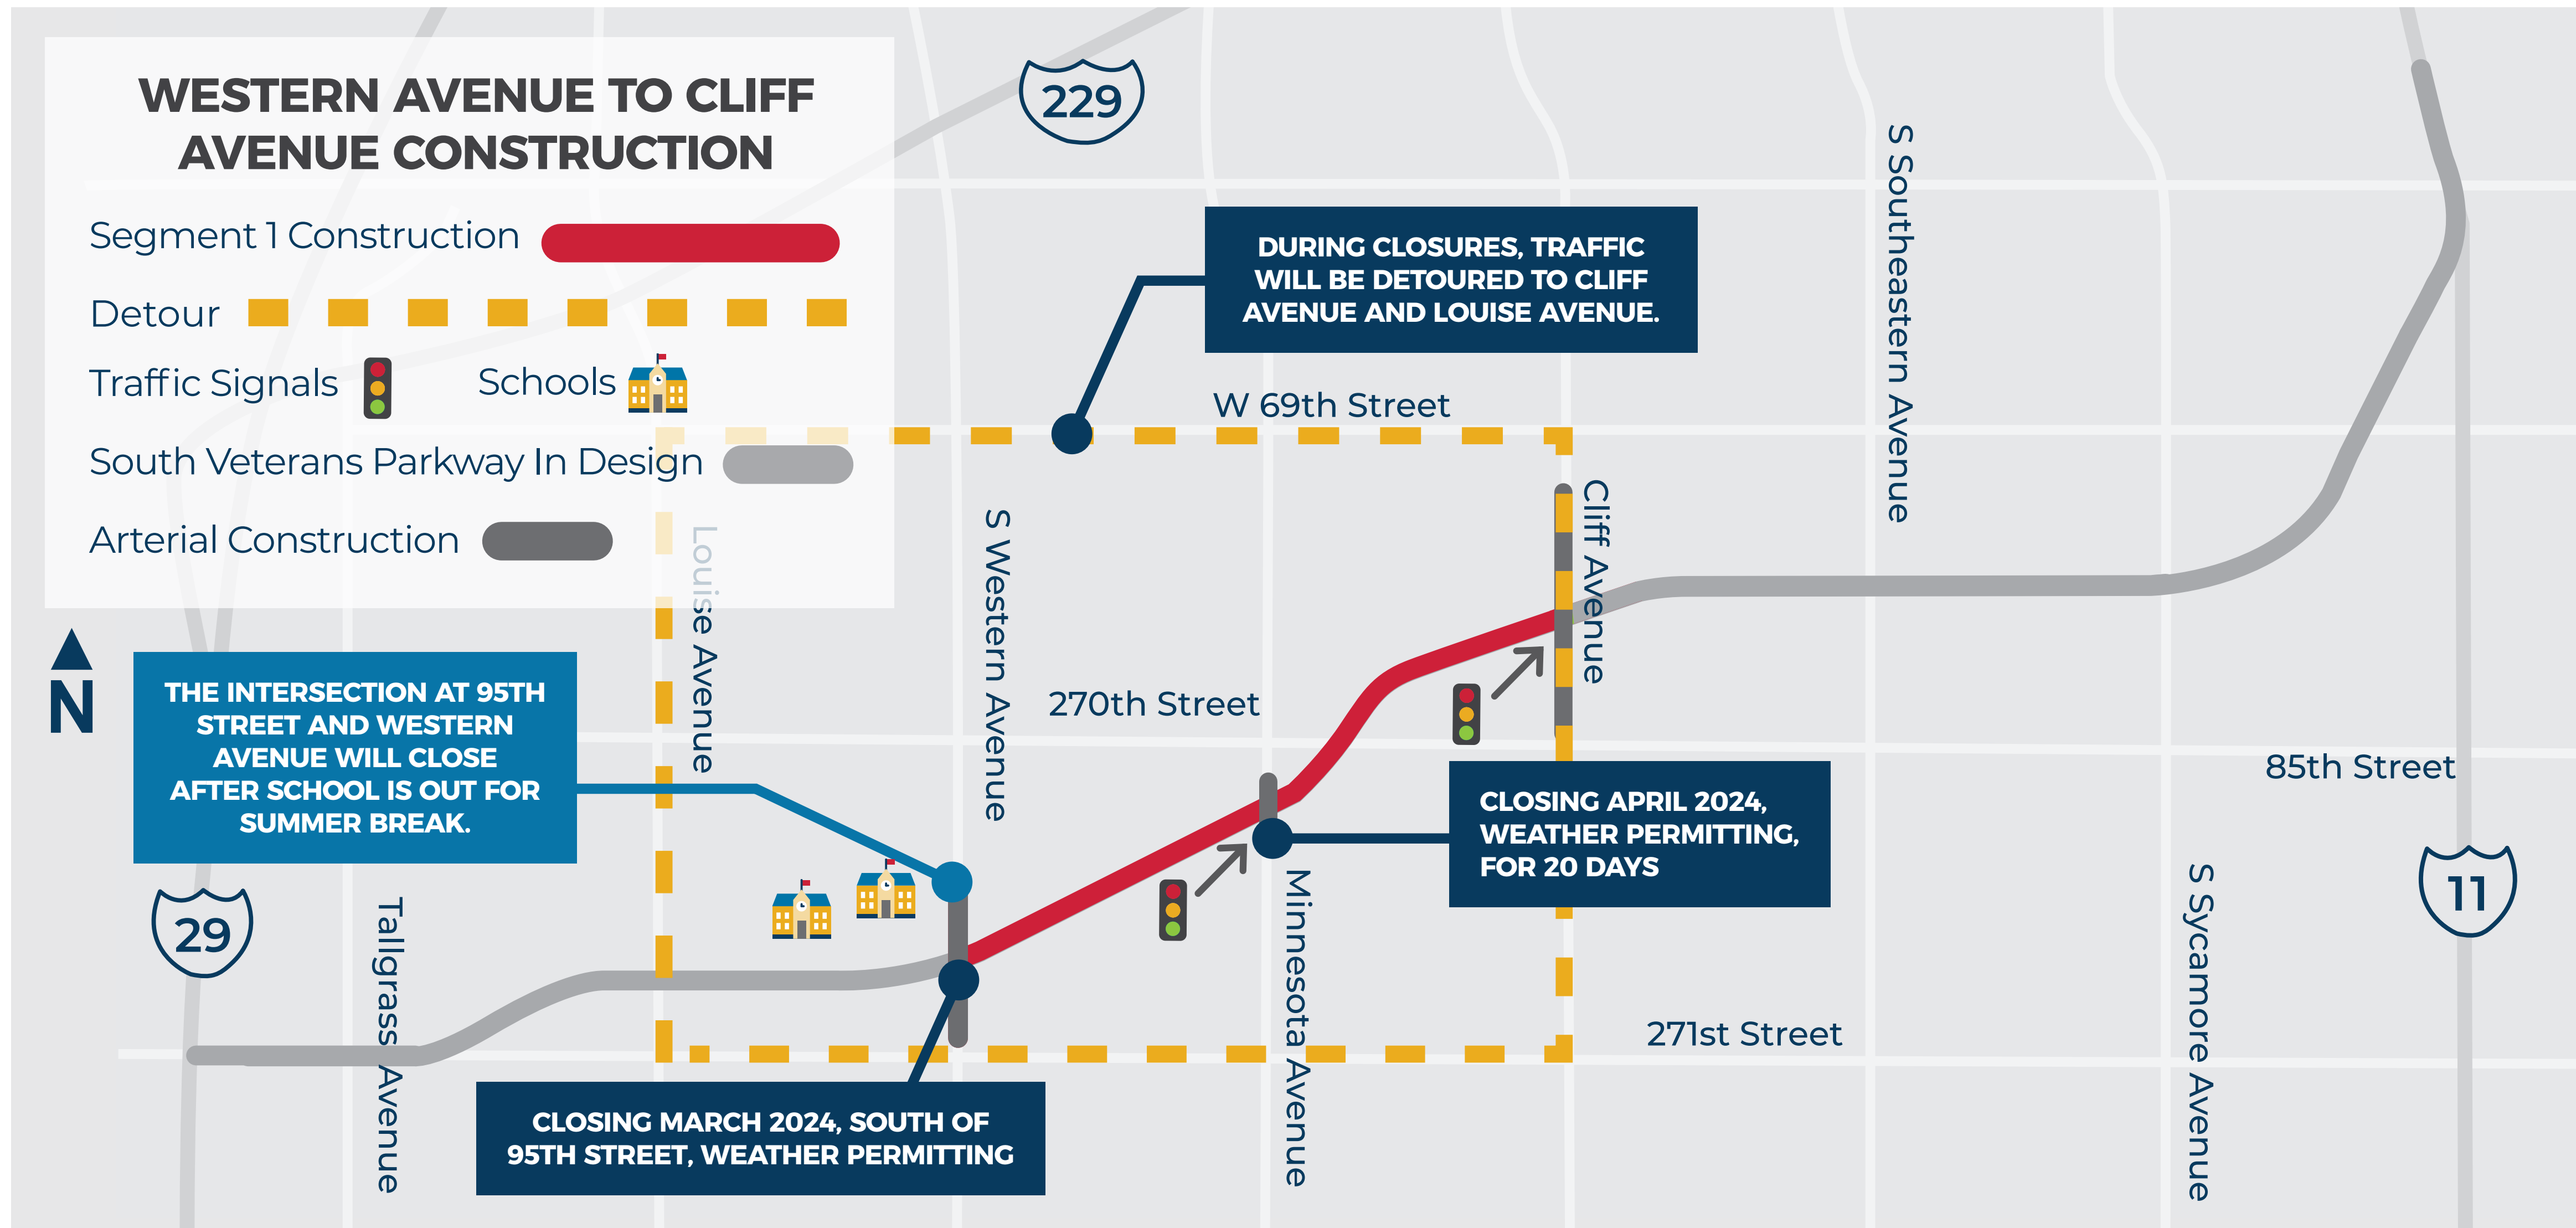 WESTERN AVENUE TO CLIFF
AVENUE CONSTRUCTION
Segment 1 Construction
Detour
Traffic Signals
Schools
South Veterans Parkway In Design
Arterial Construction
229
DURING CLOSURES, TRAFFIC
WILL BE DETOURED TO CLIFF
AVENUE AND LOUISE AVENUE.
W 69th Street
S Southeastern Avenue
Louise Avenue
S Western Avenue
Cliff Avenue
N
THE INTERSECTION AT 95TH
STREET AND WESTERN
AVENUE WILL CLOSE
AFTER SCHOOL IS OUT FOR
SUMMER BREAK.
270th Street
85th Street
CLOSING APRIL 2024,
WEATHER PERMITTING,
FOR 20 DAYS
29
Tallgrass Avenue
Minnesota Avenue
S Sycamore Avenue
11
271st Street
CLOSING MARCH 2024, SOUTH OF
95TH STREET, WEATHER PERMITTING